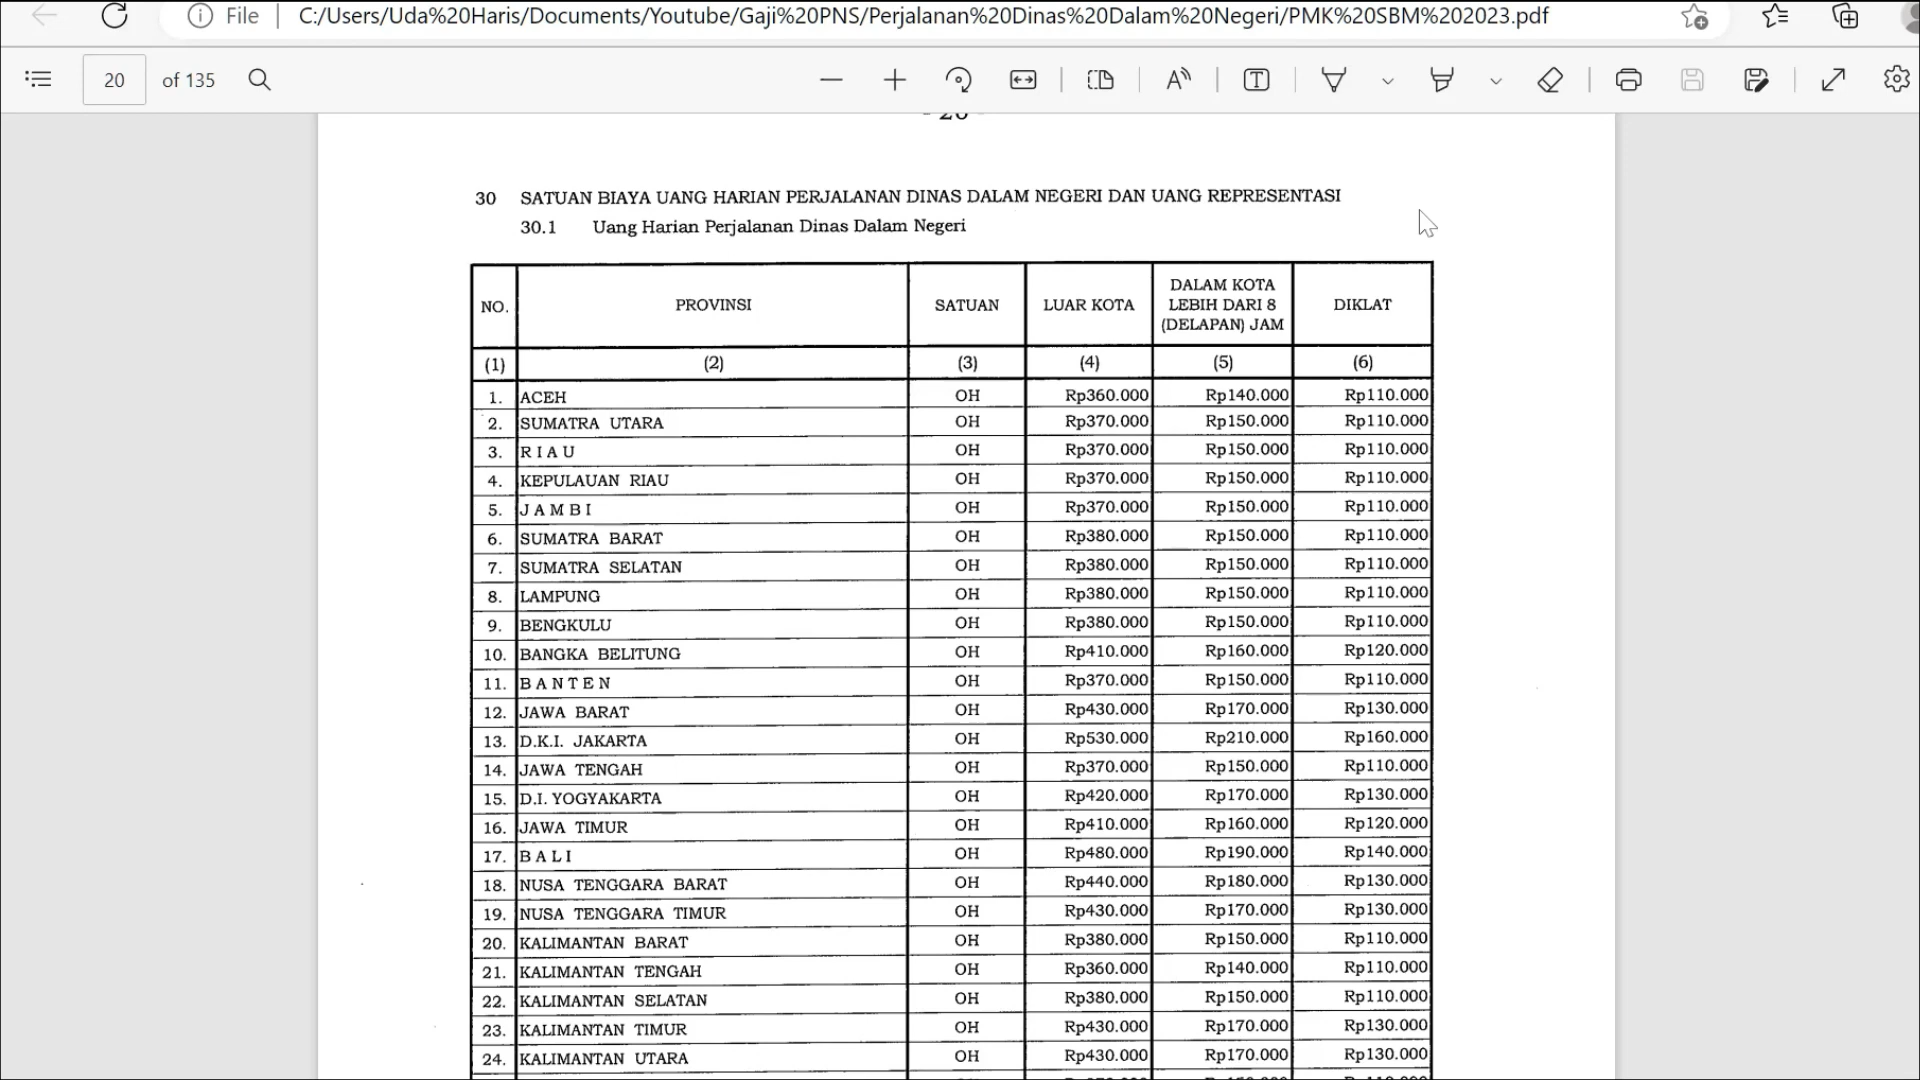 File C:/Users/Uda%20Haris/Documents/Youtube/Gaji%20PNS/Perjalanan%20Dinas%20Dalam%20Negeri/PMK%20SBM%202023.pdf
20 of 135
- 20 -
30 SATUAN BIAYA UANG HARIAN PERJALANAN DINAS DALAM NEGERI DAN UANG REPRESENTASI
30.1 Uang Harian Perjalanan Dinas Dalam Negeri
NO. PROVINSI SATUAN LUAR KOTA DALAM KOTA LEBIH DARI 8 (DELAPAN) JAM DIKLAT
(1) (2) (3) (4) (5) (6)
1. ACEH OH Rp360.000 Rp140.000 Rp110.000
2. SUMATRA UTARA OH Rp370.000 Rp150.000 Rp110.000
3. R I A U OH Rp370.000 Rp150.000 Rp110.000
4. KEPULAUAN RIAU OH Rp370.000 Rp150.000 Rp110.000
5. J A M B I OH Rp370.000 Rp150.000 Rp110.000
6. SUMATRA BARAT OH Rp380.000 Rp150.000 Rp110.000
7. SUMATRA SELATAN OH Rp380.000 Rp150.000 Rp110.000
8. LAMPUNG OH Rp380.000 Rp150.000 Rp110.000
9. BENGKULU OH Rp380.000 Rp150.000 Rp110.000
10. BANGKA BELITUNG OH Rp410.000 Rp160.000 Rp120.000
11. B A N T E N OH Rp370.000 Rp150.000 Rp110.000
12. JAWA BARAT OH Rp430.000 Rp170.000 Rp130.000
13. D.K.I. JAKARTA OH Rp530.000 Rp210.000 Rp160.000
14. JAWA TENGAH OH Rp370.000 Rp150.000 Rp110.000
15. D.I. YOGYAKARTA OH Rp420.000 Rp170.000 Rp130.000
16. JAWA TIMUR OH Rp410.000 Rp160.000 Rp120.000
17. B A L I OH Rp480.000 Rp190.000 Rp140.000
18. NUSA TENGGARA BARAT OH Rp440.000 Rp180.000 Rp130.000
19. NUSA TENGGARA TIMUR OH Rp430.000 Rp170.000 Rp130.000
20. KALIMANTAN BARAT OH Rp380.000 Rp150.000 Rp110.000
21. KALIMANTAN TENGAH OH Rp360.000 Rp140.000 Rp110.000
22. KALIMANTAN SELATAN OH Rp380.000 Rp150.000 Rp110.000
23. KALIMANTAN TIMUR OH Rp430.000 Rp170.000 Rp130.000
24. KALIMANTAN UTARA OH Rp430.000 Rp170.000 Rp130.000